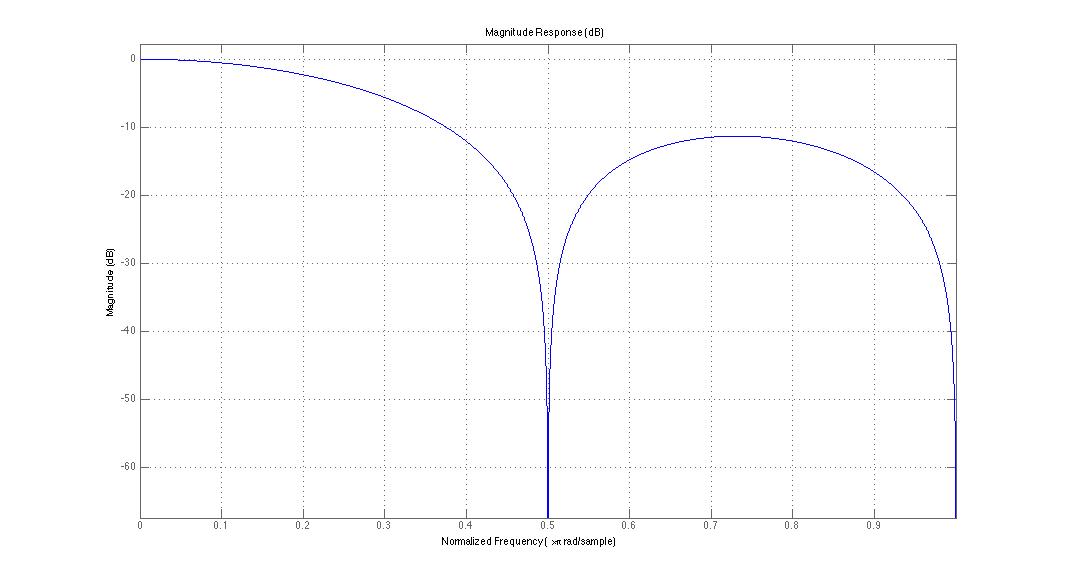 Magnitude Response (dB)
0
-10
-20
-30
-40
-50
-60
Magnitude (dB)
0 0.1 0.2 0.3 0.4 0.5 0.6 0.7 0.8 0.9
Normalized Frequency ( ×π rad/sample)